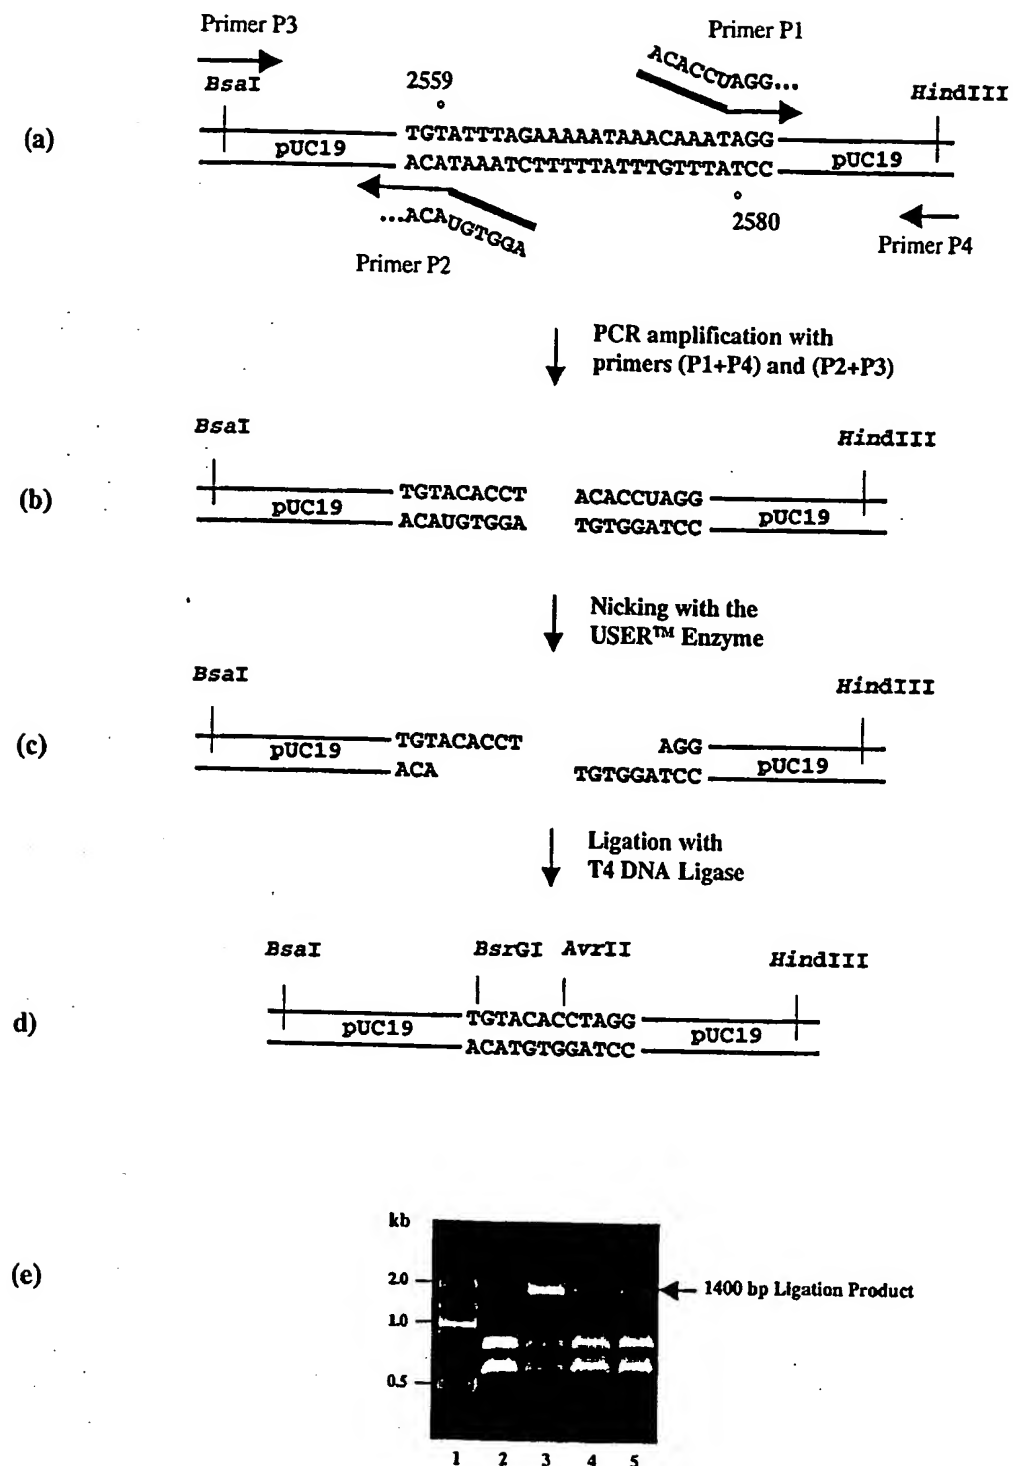 Primer P3
Primer P1
ACACCUAGG...
BsaI
2559
HindIII
(a)
TGTATTTAGAAAAATAAACAAATAGG
pUC19
pUC19
ACATAAATCTTTTTATTTGTTTATCC
...ACAUGTGGA
2580
Primer P2
Primer P4
PCR amplification with
primers (P1+P4) and (P2+P3)
BsaI
HindIII
(b)
TGTACACCT
ACACCUAGG
pUC19
pUC19
ACAUGTGGA
TGTGGATCC
Nicking with the
USER™ Enzyme
BsaI
HindIII
(c)
TGTACACCT
AGG
pUC19
pUC19
ACA
TGTGGATCC
Ligation with
T4 DNA Ligase
BsaI
BsrGI
AvrII
HindIII
d)
TGTACACCTAGG
pUC19
pUC19
ACATGTGGATCC
kb
(e)
2.0
1400 bp Ligation Product
1.0
0.5
1 2 3 4 5